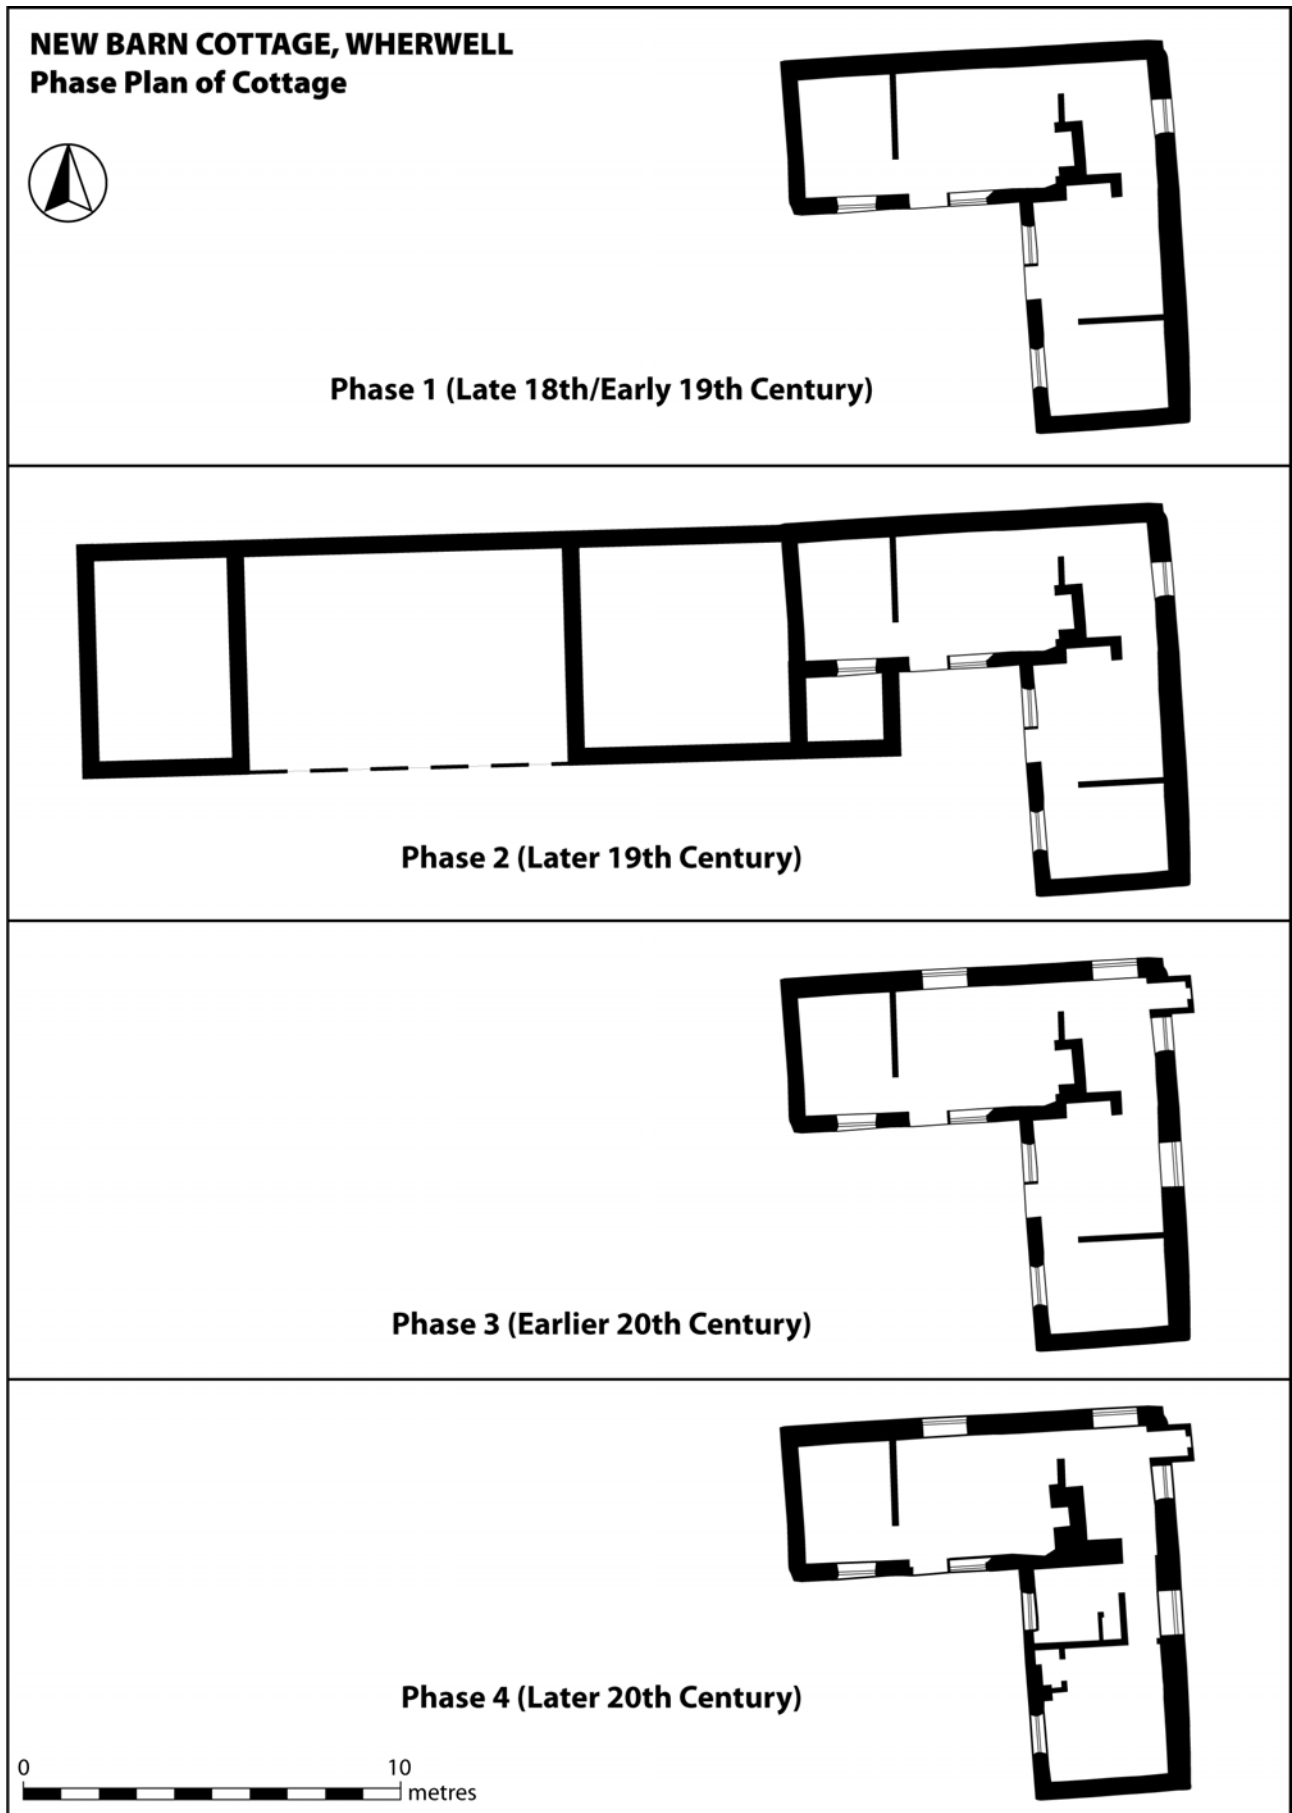 NEW BARN COTTAGE, WHERWELL
Phase Plan of Cottage
Phase 1 (Late 18th/Early 19th Century)
Phase 2 (Later 19th Century)
Phase 3 (Earlier 20th Century)
Phase 4 (Later 20th Century)
0 10
metres